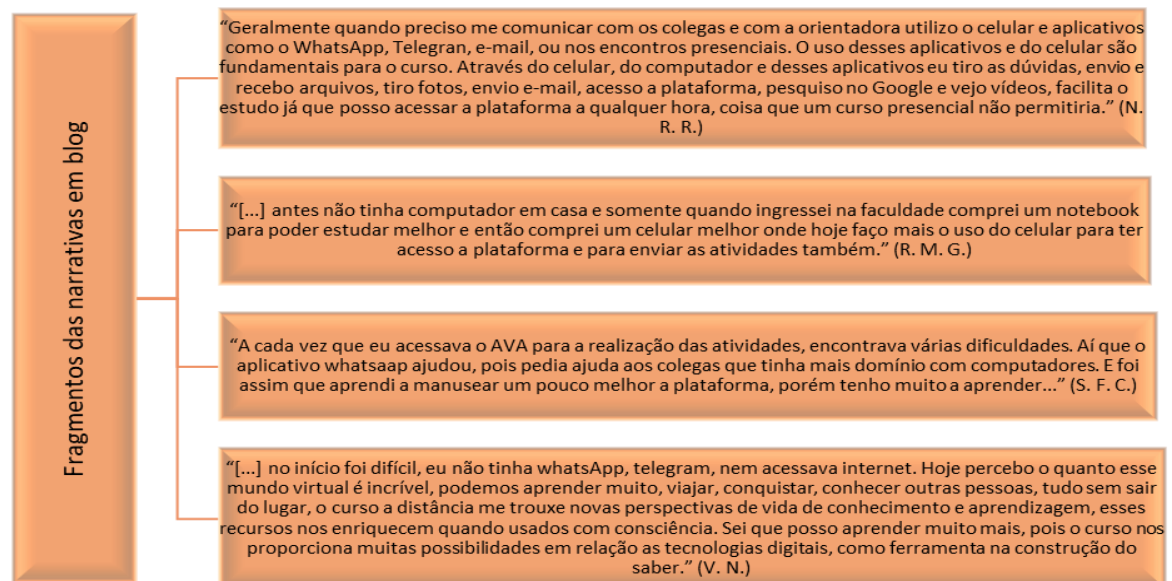 Fragmentos das narrativas em blog
“Geralmente quando preciso me comunicar com os colegas e com a orientadora utilizo o celular e aplicativos
como o WhatsApp, Telegran, e-mail, ou nos encontros presenciais. O uso desses aplicativos e do celular são
fundamentais para o curso. Através do celular, do computador e desses aplicativos eu tiro as dúvidas, envio e
recebo arquivos, tiro fotos, envio e-mail, acesso a plataforma, pesquiso no Google e vejo vídeos, facilita o
estudo já que posso acessar a plataforma a qualquer hora, coisa que um curso presencial não permitiria.” (N.
R. R.)
“[...] antes não tinha computador em casa e somente quando ingressei na faculdade comprei um notebook
para poder estudar melhor e então comprei um celular melhor onde hoje faço mais o uso do celular para ter
acesso a plataforma e para enviar as atividades também.” (R. M. G.)
“A cada vez que eu acessava o AVA para a realização das atividades, encontrava várias dificuldades. Aí que o
aplicativo whatsaap ajudou, pois pedia ajuda aos colegas que tinha mais domínio com computadores. E foi
assim que aprendi a manusear um pouco melhor a plataforma, porém tenho muito a aprender...” (S. F. C.)
“[...] no início foi difícil, eu não tinha whatsApp, telegram, nem acessava internet. Hoje percebo o quanto esse
mundo virtual é incrível, podemos aprender muito, viajar, conquistar, conhecer outras pessoas, tudo sem sair
do lugar, o curso a distância me trouxe novas perspectivas de vida de conhecimento e aprendizagem, esses
recursos nos enriquecem quando usados com consciência. Sei que posso aprender muito mais, pois o curso nos
proporciona muitas possibilidades em relação as tecnologias digitais, como ferramenta na construção do
saber.” (V. N.)